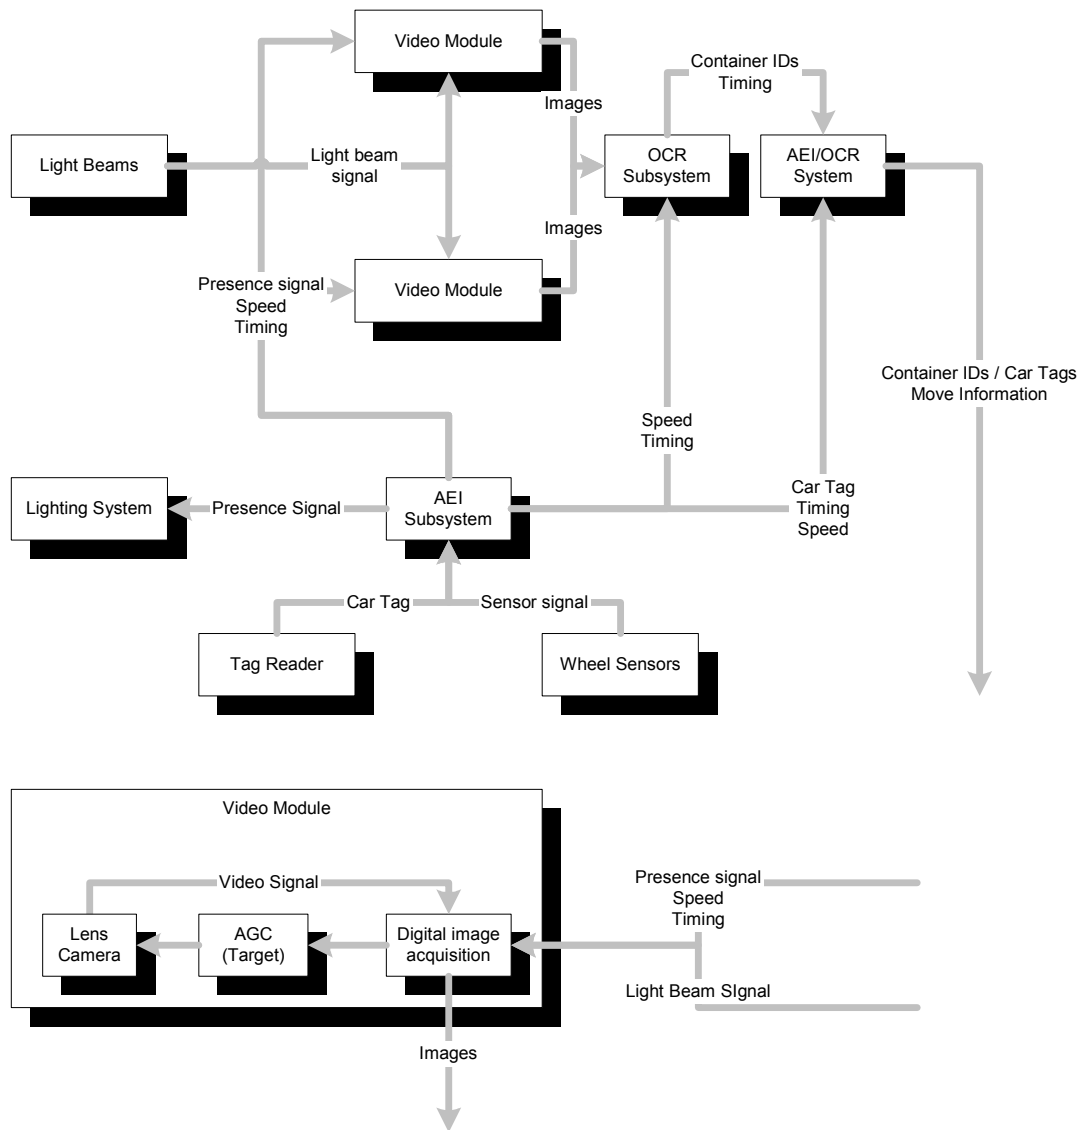 Video Module
Container IDs
Timing
Images
Light Beams
Light beam
signal
OCR
Subsystem
AEI/OCR
System
Images
Presence signal
Speed
Timing
Video Module
Container IDs / Car Tags
Move Information
Speed
Timing
Lighting System
Presence Signal
AEI
Subsystem
Car Tag
Timing
Speed
Car Tag
Sensor signal
Tag Reader
Wheel Sensors
Video Module
Video Signal
Presence signal
Speed
Timing
Lens
Camera
AGC
(Target)
Digital image
acquisition
Light Beam SIgnal
Images